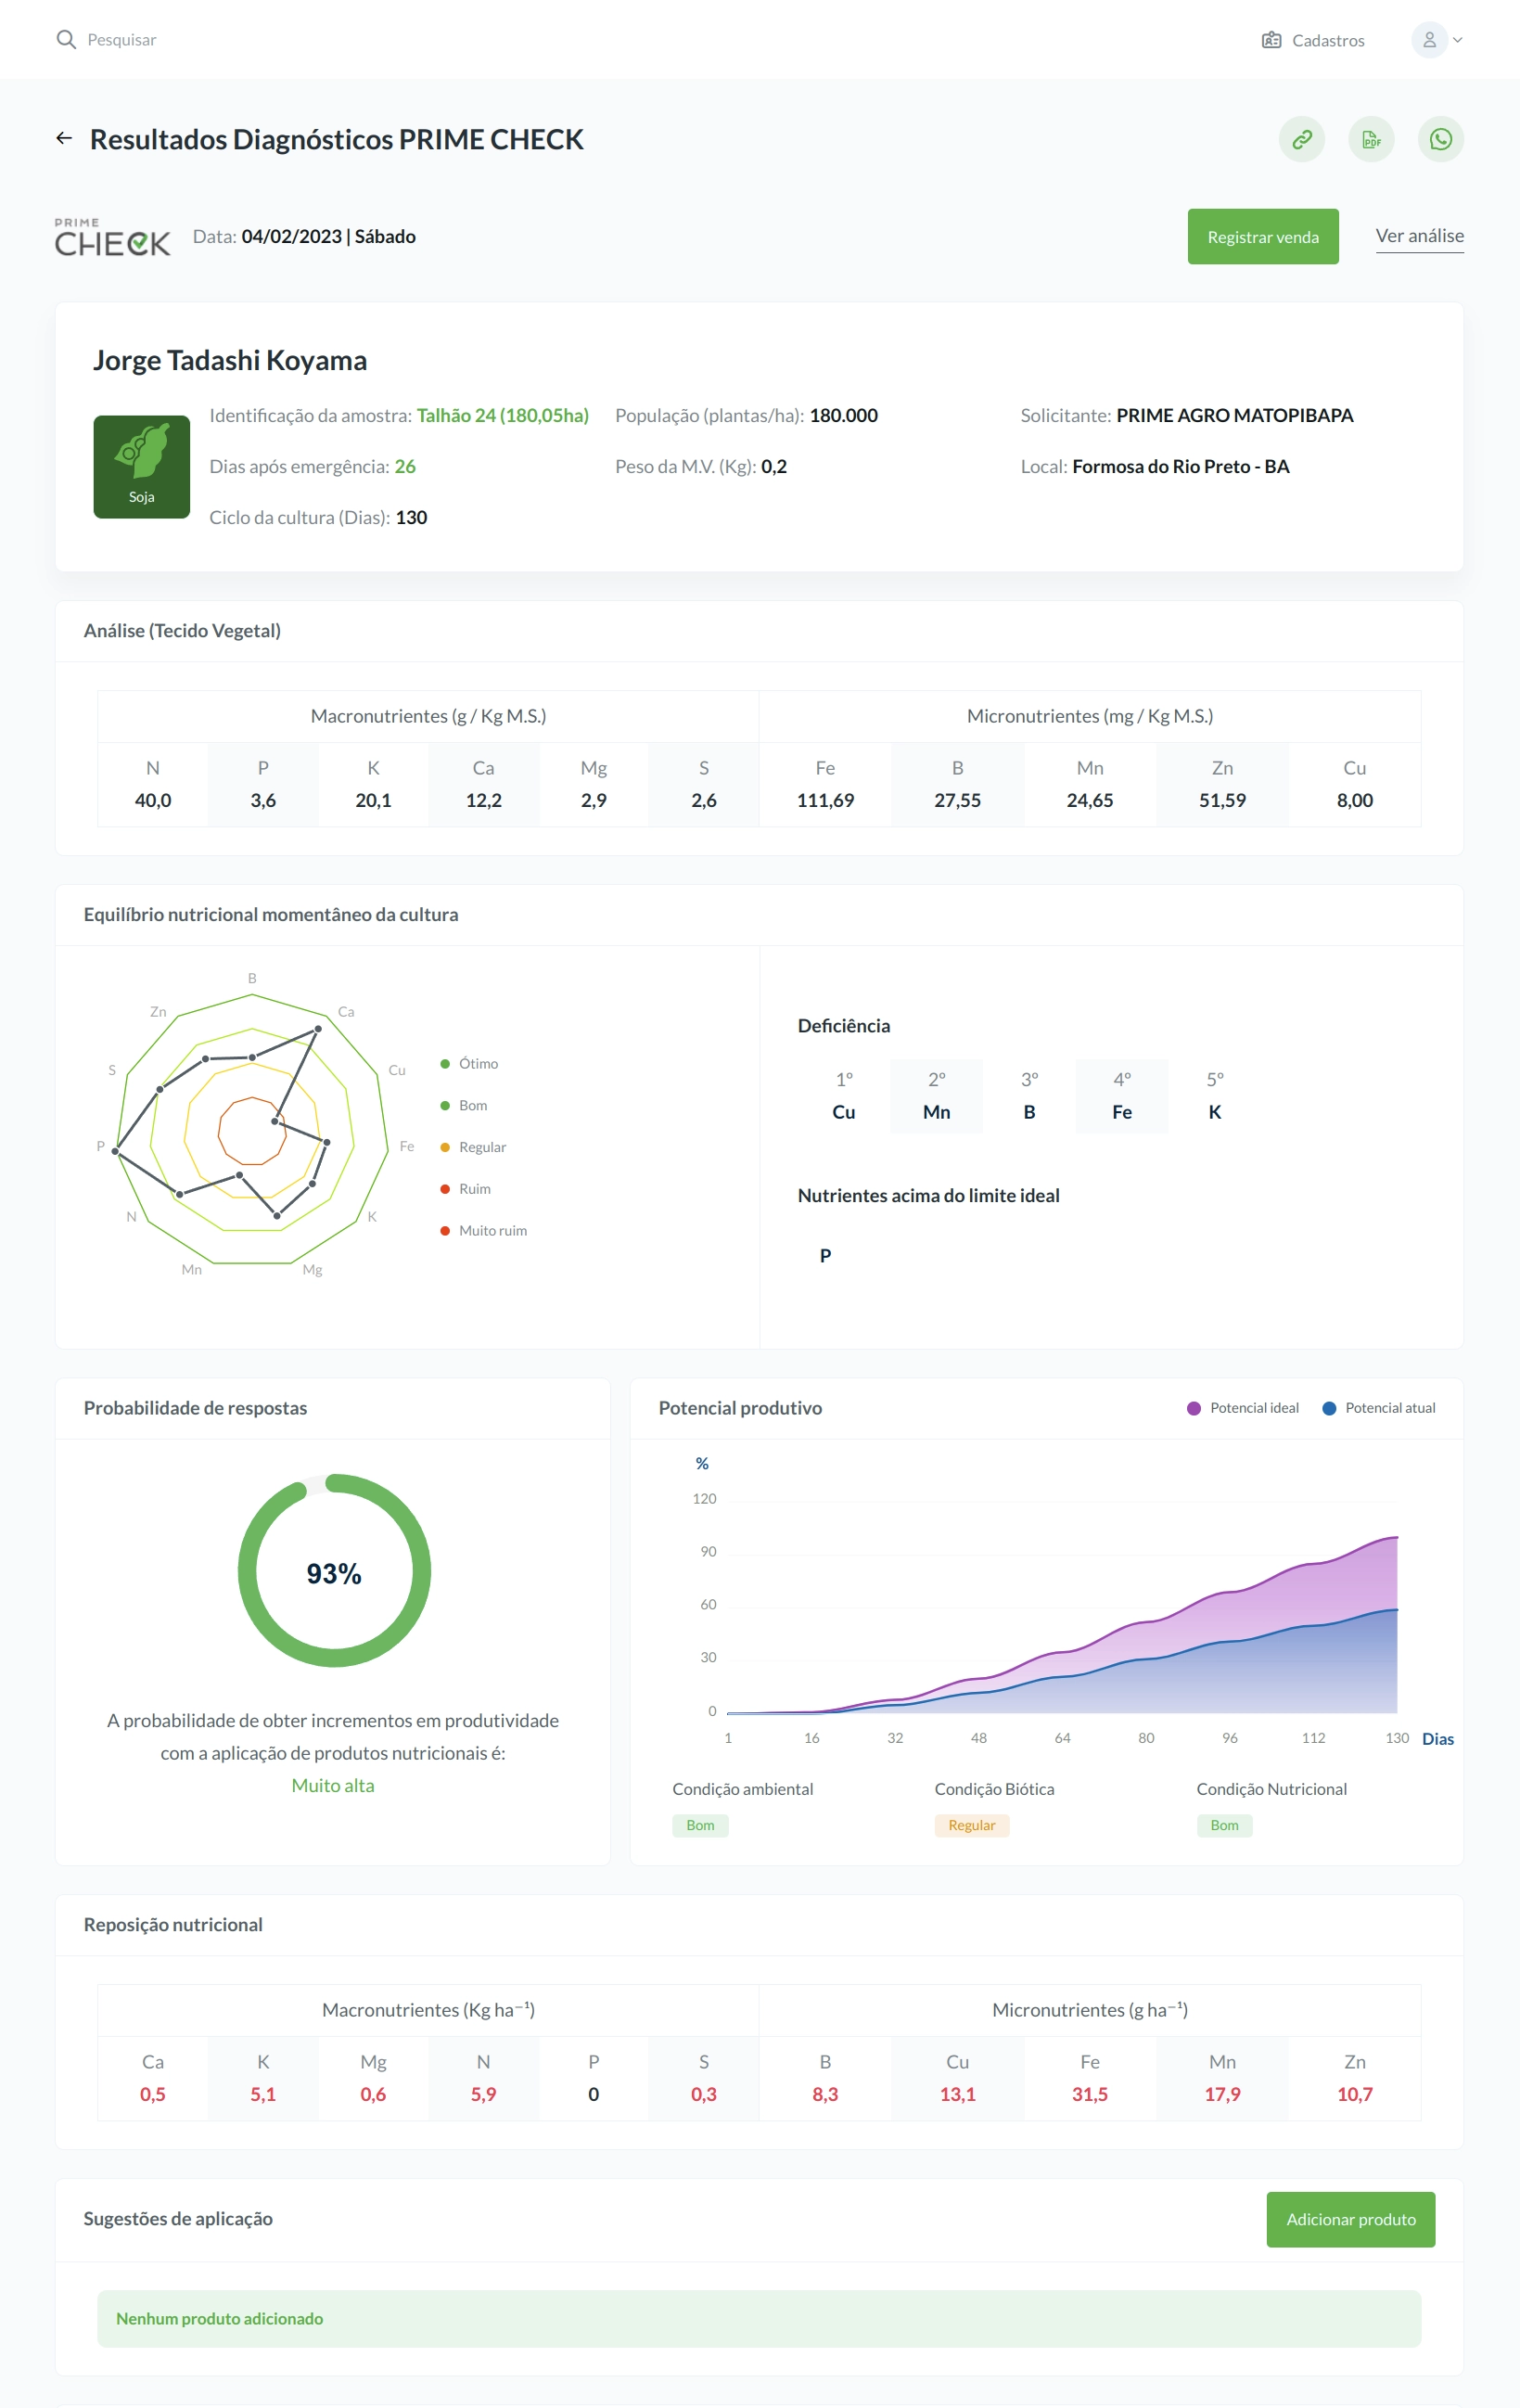 Pesquisar
Cadastros
Resultados Diagnósticos PRIME CHECK
PDF
PRIME
CHECK
Data: 04/02/2023 | Sábado
Registrar venda
Ver análise
Jorge Tadashi Koyama
Soja
Identificação da amostra: Talhão 24 (180,05ha)
População (plantas/ha): 180.000
Solicitante: PRIME AGRO MATOPIBAPA
Dias após emergência: 26
Peso da M.V. (Kg): 0,2
Local: Formosa do Rio Preto - BA
Ciclo da cultura (Dias): 130
Análise (Tecido Vegetal)
Macronutrientes (g / Kg M.S.)
Micronutrientes (mg / Kg M.S.)
N P K Ca Mg S Fe B Mn Zn Cu
40,0 3,6 20,1 12,2 2,9 2,6 111,69 27,55 24,65 51,59 8,00
Equilíbrio nutricional momentâneo da cultura
B
Ca
Cu
Fe
K
Mg
Mn
N
P
S
Zn
Ótimo
Bom
Regular
Ruim
Muito ruim
Deficiência
1º 2º 3º 4º 5º
Cu Mn B Fe K
Nutrientes acima do limite ideal
P
Probabilidade de respostas
93%
A probabilidade de obter incrementos em produtividade
com a aplicação de produtos nutricionais é:
Muito alta
Potencial produtivo
Potencial ideal
Potencial atual
%
120
90
60
30
0
1 16 32 48 64 80 96 112 130 Dias
Condição ambiental
Bom
Condição Biótica
Regular
Condição Nutricional
Bom
Reposição nutricional
Macronutrientes (Kg ha⁻¹)
Micronutrientes (g ha⁻¹)
Ca K Mg N P S B Cu Fe Mn Zn
0,5 5,1 0,6 5,9 0 0,3 8,3 13,1 31,5 17,9 10,7
Sugestões de aplicação
Adicionar produto
Nenhum produto adicionado